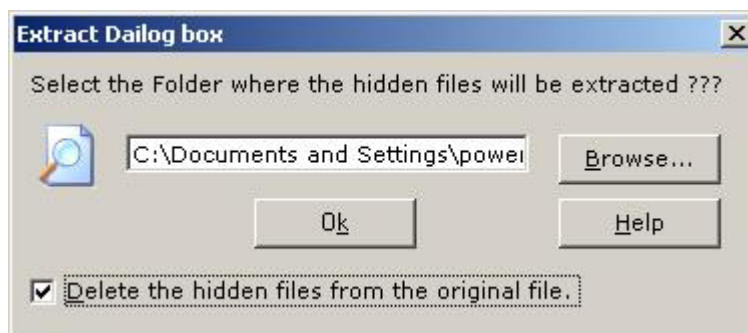 Extract Dailog box
Select the Folder where the hidden files will be extracted ???
C:\Documents and Settings\power
Browse...
Ok
Help
Delete the hidden files from the original file.